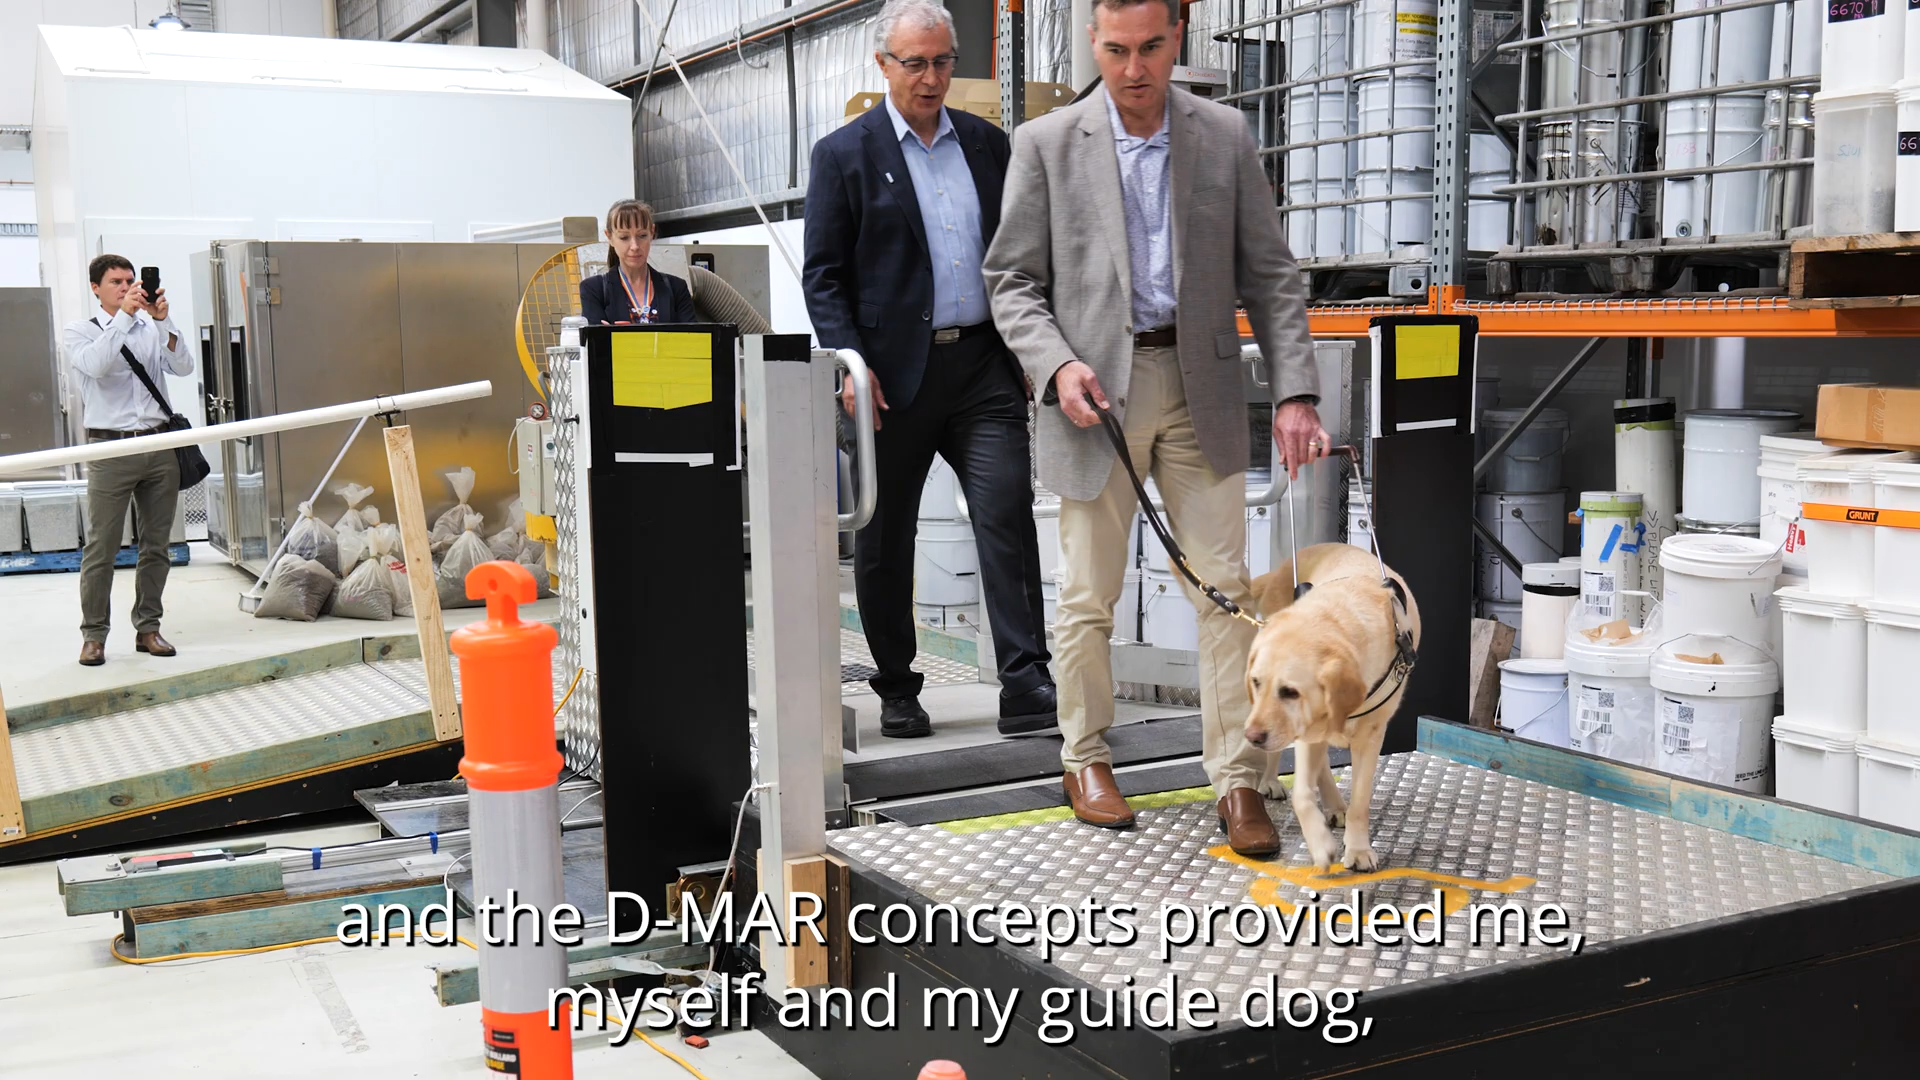 6670
66
GRUNT
and the D-MAR concepts provided me,
myself and my guide dog,